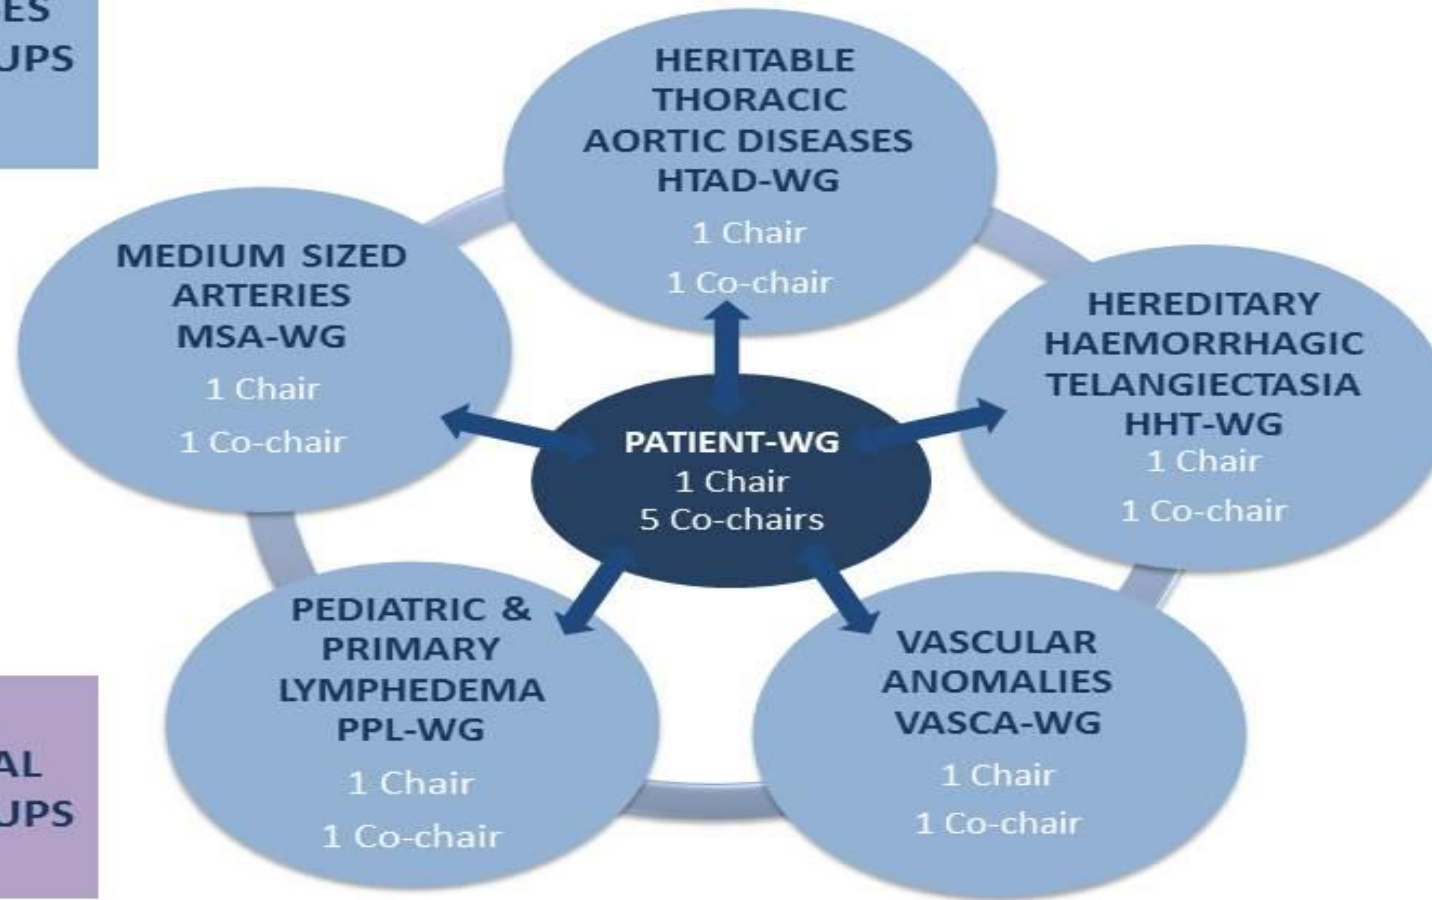 UPS
HERITABLE
THORACIC
AORTIC DISEASES
HTAD-WG
1 Chair
1 Co-chair
MEDIUM SIZED
ARTERIES
MSA-WG
1 Chair
1 Co-chair
HEREDITARY
HAEMORRHAGIC
TELANGIECTASIA
HHT-WG
1 Chair
1 Co-chair
PATIENT-WG
1 Chair
5 Co-chairs
PEDIATRIC &
PRIMARY
LYMPHEDEMA
PPL-WG
1 Chair
1 Co-chair
VASCULAR
ANOMALIES
VASCA-WG
1 Chair
1 Co-chair
AL
UPS